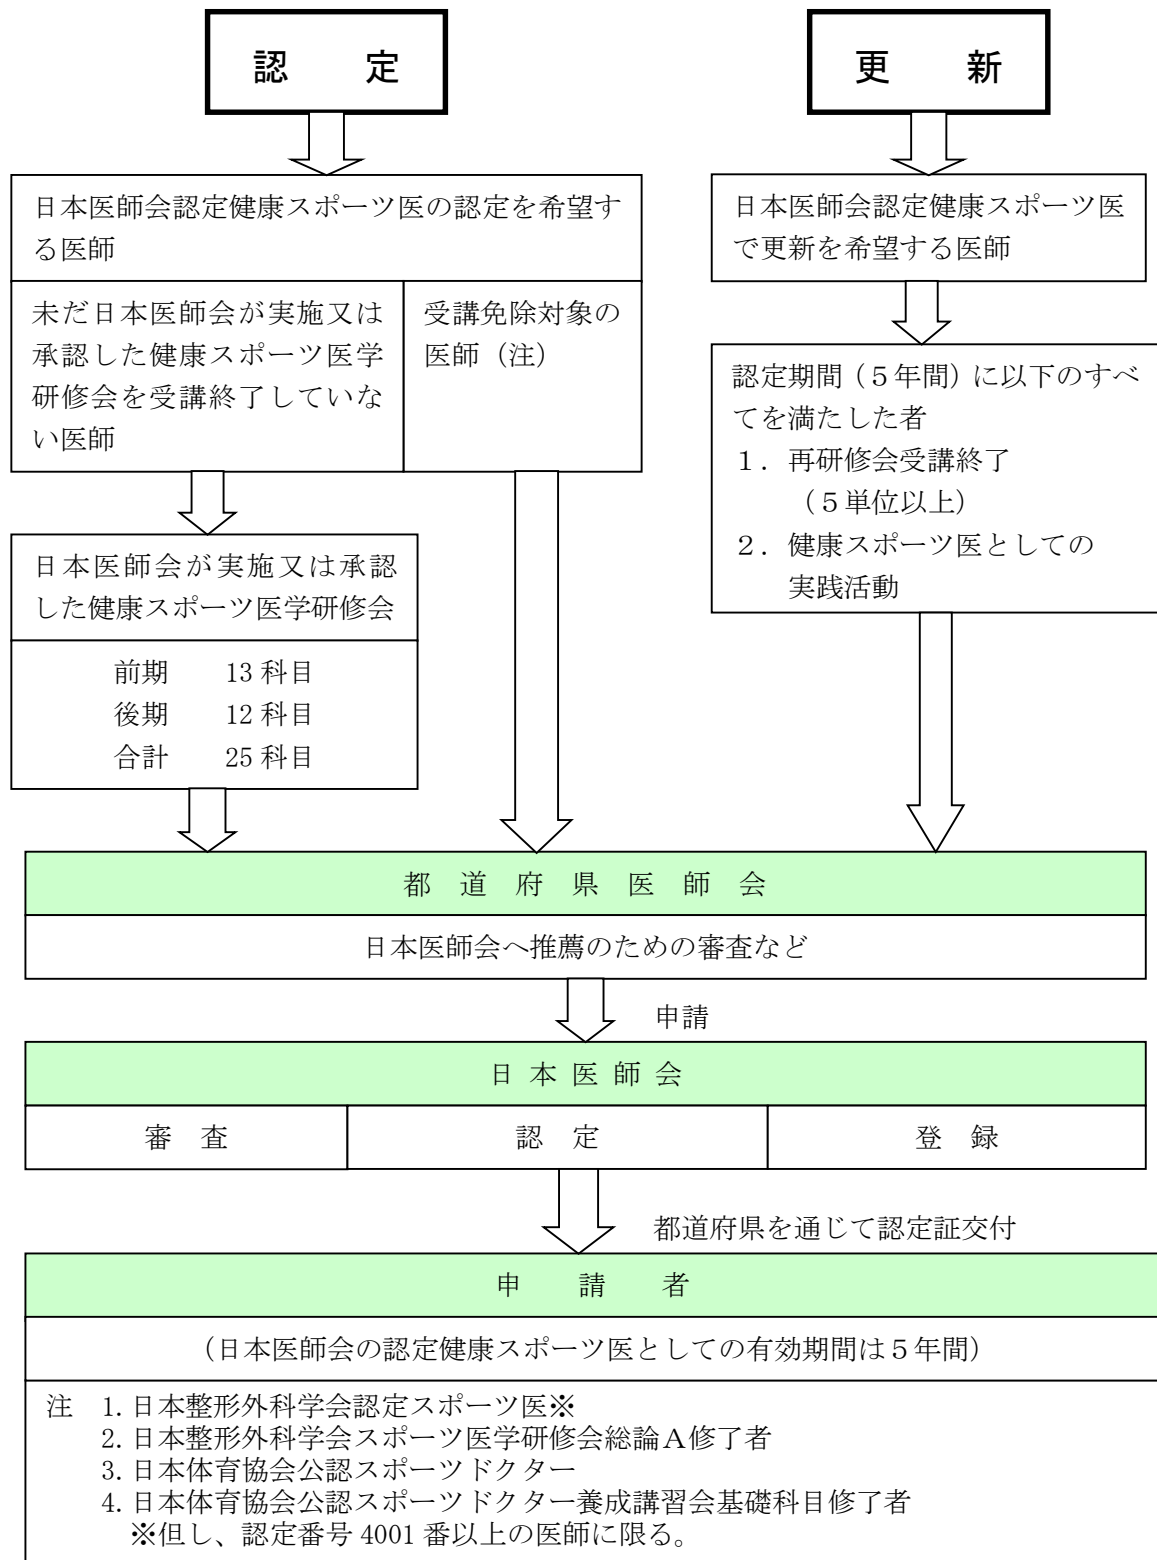 認　　定
更　　新
日本医師会認定健康スポーツ医の認定を希望す
る医師
未だ日本医師会が実施又は
承認した健康スポーツ医学
研修会を受講終了していな
い医師
受講免除対象の
医師（注）
日本医師会が実施又は承認
した健康スポーツ医学研修会
前期　　13 科目
後期　　12 科目
合計　　25 科目
日本医師会認定健康スポーツ医
で更新を希望する医師
認定期間（５年間）に以下のすべ
てを満たした者
１．再研修会受講終了
（５単位以上）
２．健康スポーツ医としての
実践活動
都　道　府　県　医　師　会
日本医師会へ推薦のための審査など
申請
日 本 医 師 会
審　査
認　定
登　録
都道府県を通じて認定証交付
申　　請　　者
（日本医師会の認定健康スポーツ医としての有効期間は５年間）
注　1. 日本整形外科学会認定スポーツ医※
2. 日本整形外科学会スポーツ医学研修会総論Ａ修了者
3. 日本体育協会公認スポーツドクター
4. 日本体育協会公認スポーツドクター養成講習会基礎科目修了者
※但し、認定番号 4001 番以上の医師に限る。